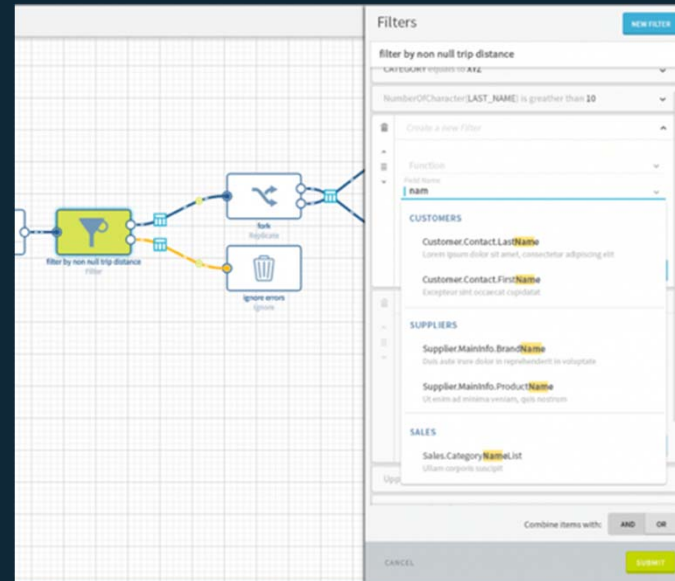 Filters
NEW FILTER
filter by non null trip distance
CATEGORY equals to XYZ
NumberOfCharacter(LAST_NAME) is greather than 10
Create a new Filter
Function
Field Name
nam
CUSTOMERS
Customer.Contact.LastName
Lorem ipsum dolor sit amet, consectetur adipiscing elit
Customer.Contact.FirstName
Excepteur sint occaecat cupidatat
SUPPLIERS
Supplier.MainInfo.BrandName
Duis aute irure dolor in reprehenderit in voluptate
Supplier.MainInfo.ProductName
Ut enim ad minima veniam, quis nostrum
SALES
Sales.CategoryNameList
Ullam corporis suscipit
Upp
Combine items with: AND OR
CANCEL
SUBMIT
fork
Replicate
filter by non null trip distance
Filter
ignore errors
Ignore